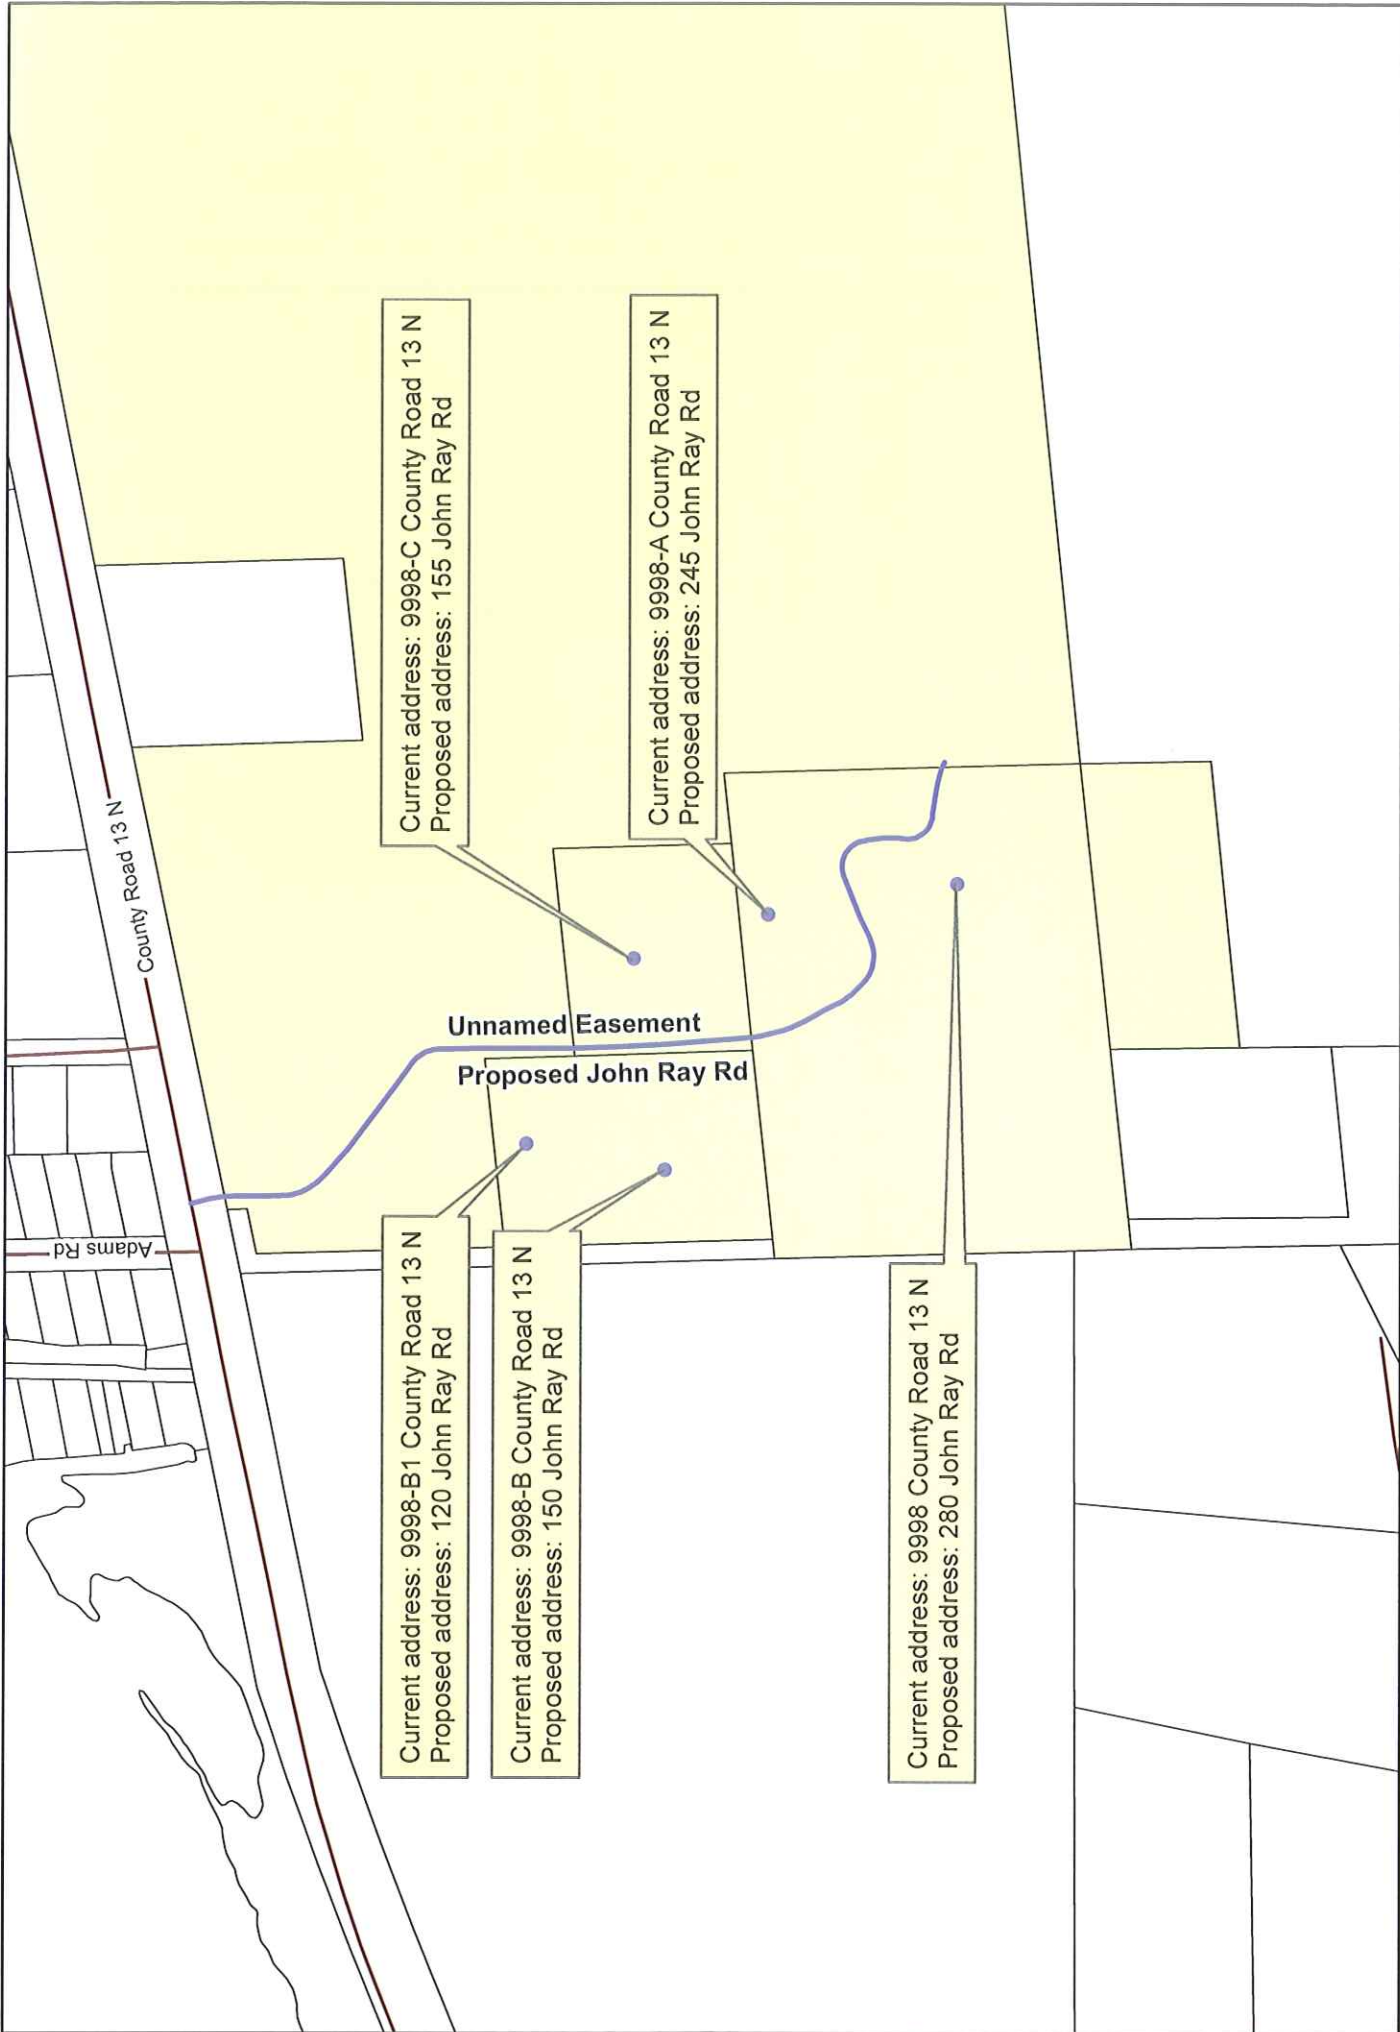 County Road 13 N
Adams Rd
Current address: 9998-C County Road 13 N
Proposed address: 155 John Ray Rd
Current address: 9998-A County Road 13 N
Proposed address: 245 John Ray Rd
Unnamed Easement
Proposed John Ray Rd
Current address: 9998-B1 County Road 13 N
Proposed address: 120 John Ray Rd
Current address: 9998-B County Road 13 N
Proposed address: 150 John Ray Rd
Current address: 9998 County Road 13 N
Proposed address: 280 John Ray Rd